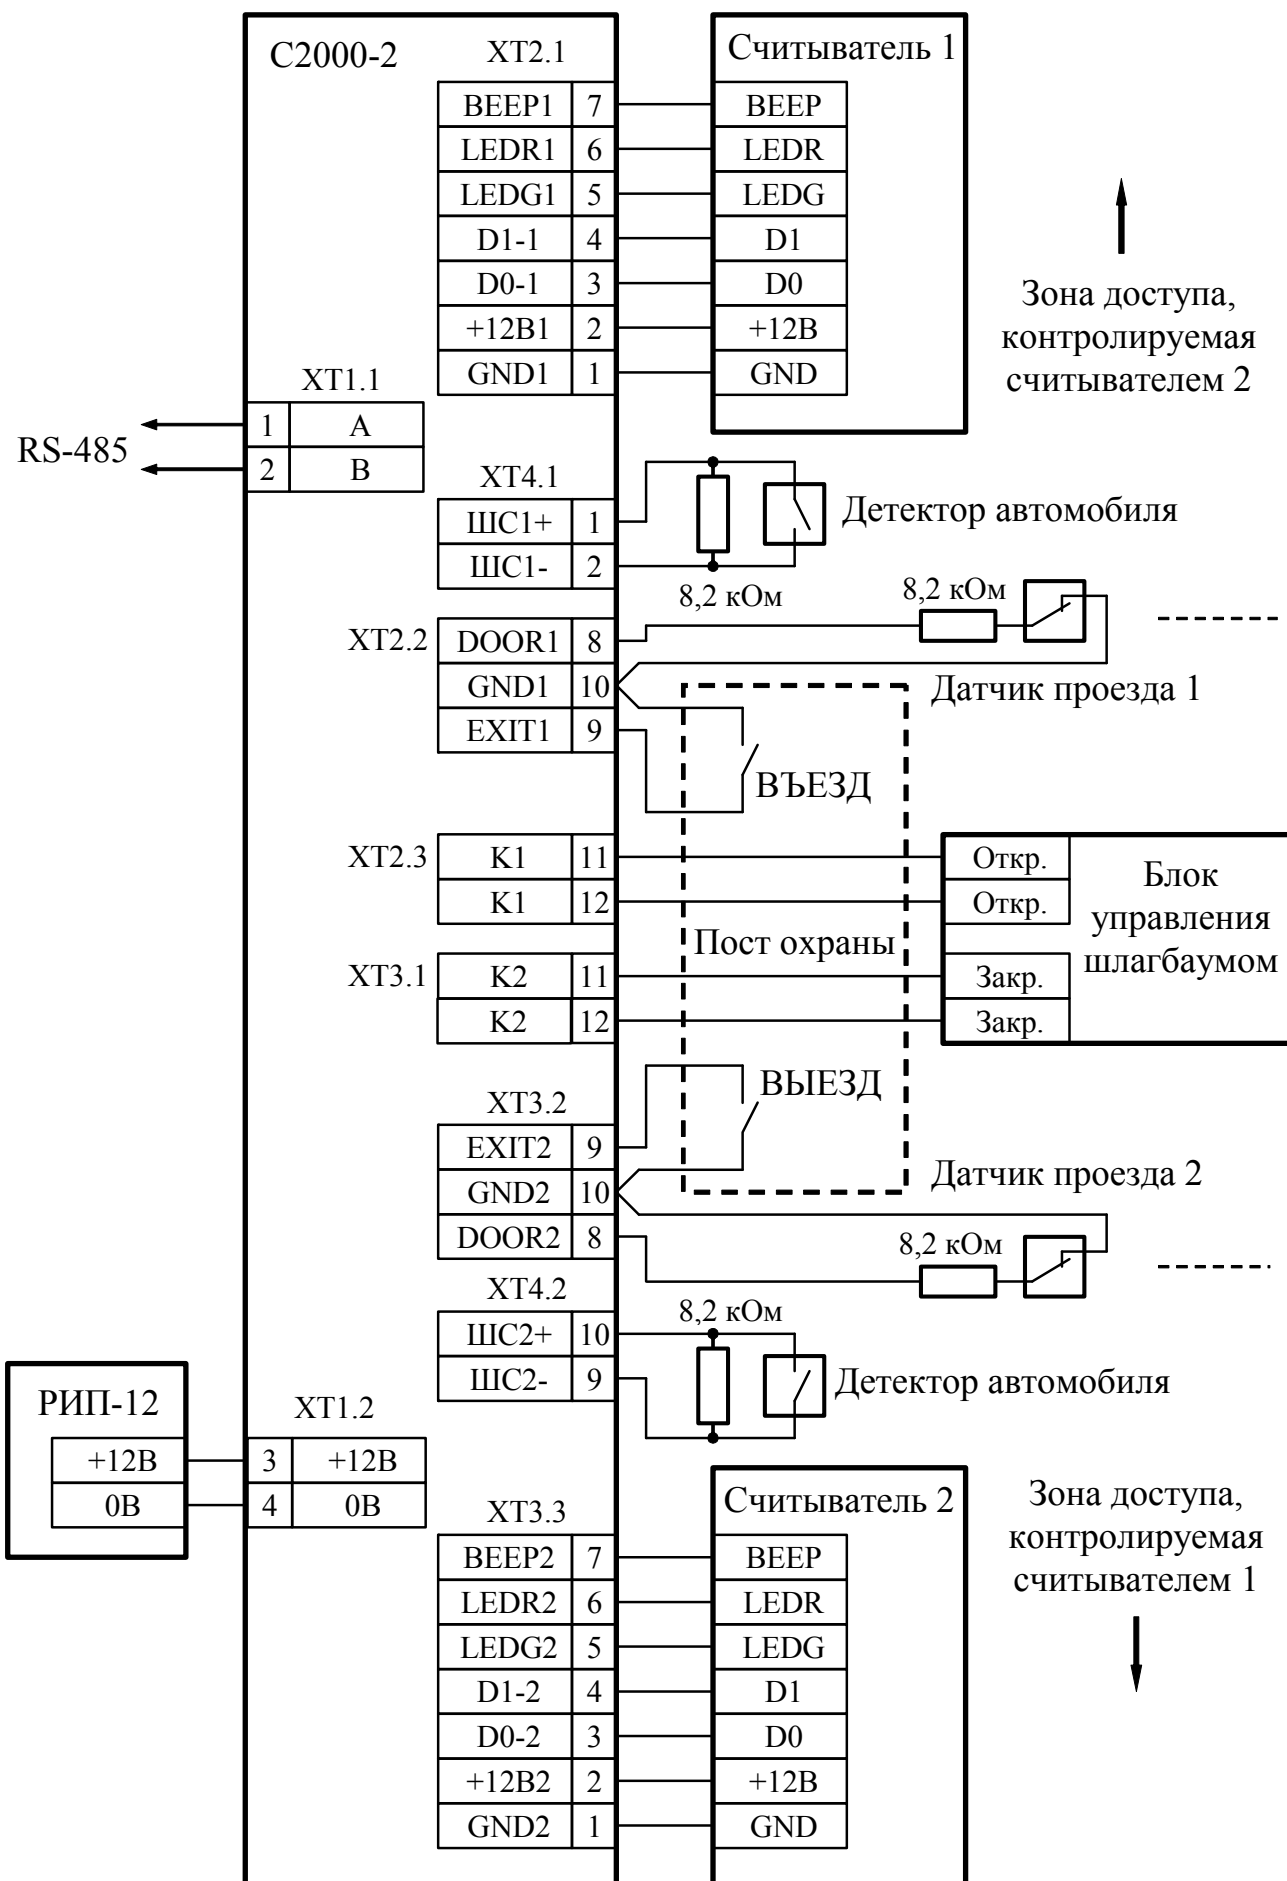 С2000-2
XT2.1
Считыватель 1
BEEP1 7 BEEP
LEDR1 6 LEDR
LEDG1 5 LEDG
D1-1 4 D1
D0-1 3 D0
+12В1 2 +12В
GND1 1 GND
Зона доступа,
контролируемая
считывателем 2
XT1.1
RS-485
1 A
2 B
XT4.1
ШС1+ 1
ШС1- 2
Детектор автомобиля
8,2 кОм
8,2 кОм
XT2.2
DOOR1 8
GND1 10
EXIT1 9
Датчик проезда 1
ВЪЕЗД
XT2.3
K1 11 Откр.
K1 12 Откр.
Блок
управления
шлагбаумом
Пост охраны
XT3.1
K2 11 Закр.
K2 12 Закр.
ВЫЕЗД
XT3.2
EXIT2 9
GND2 10
DOOR2 8
Датчик проезда 2
8,2 кОм
XT4.2
8,2 кОм
ШС2+ 10
ШС2- 9
Детектор автомобиля
РИП-12
XT1.2
+12В 3 +12В
0В 4 0В
XT3.3
Считыватель 2
BEEP2 7 BEEP
LEDR2 6 LEDR
LEDG2 5 LEDG
D1-2 4 D1
D0-2 3 D0
+12В2 2 +12В
GND2 1 GND
Зона доступа,
контролируемая
считывателем 1